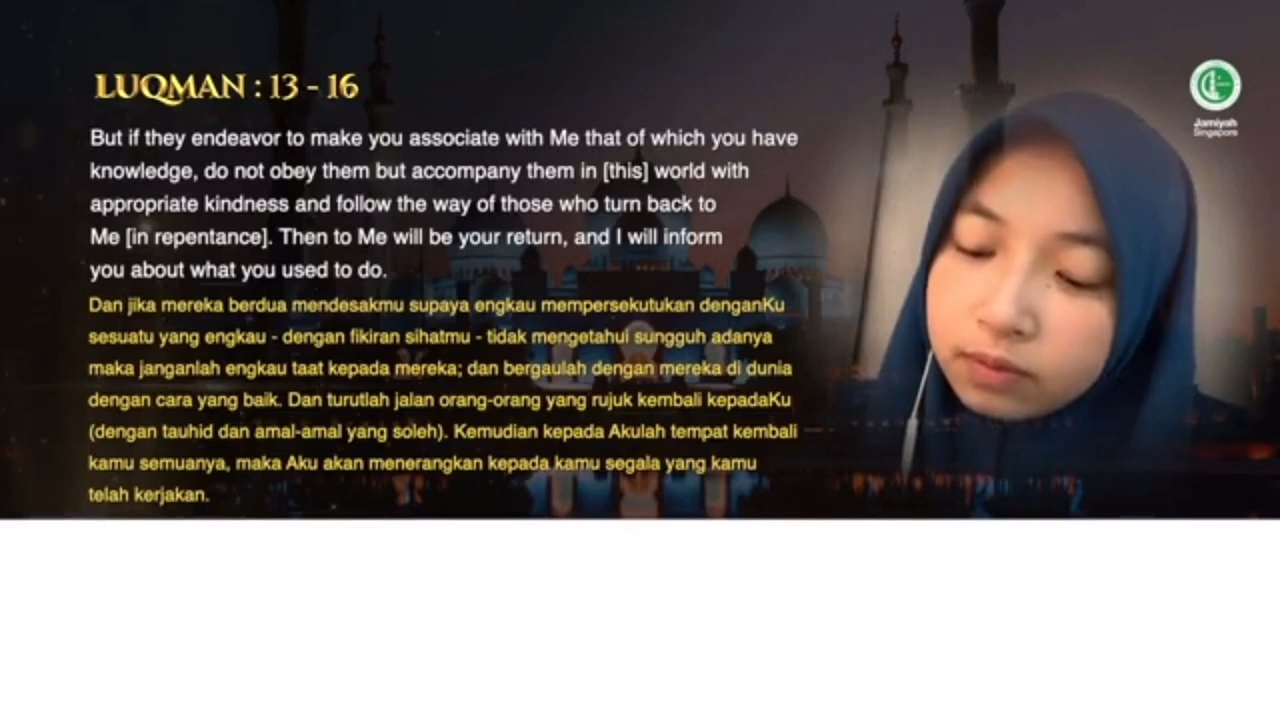 LUQMAN : 13 - 16
Jamiyah
Singapore
But if they endeavor to make you associate with Me that of which you have
knowledge, do not obey them but accompany them in [this] world with
appropriate kindness and follow the way of those who turn back to
Me [in repentance]. Then to Me will be your return, and I will inform
you about what you used to do.
Dan jika mereka berdua mendesakmu supaya engkau mempersekutukan denganKu
sesuatu yang engkau - dengan fikiran sihatmu - tidak mengetahui sungguh adanya
maka janganlah engkau taat kepada mereka; dan bergaulah dengan mereka di dunia
dengan cara yang baik. Dan turutlah jalan orang-orang yang rujuk kembali kepadaKu
(dengan tauhid dan amal-amal yang soleh). Kemudian kepada Akulah tempat kembali
kamu semuanya, maka Aku akan menerangkan kepada kamu segala yang kamu
telah kerjakan.